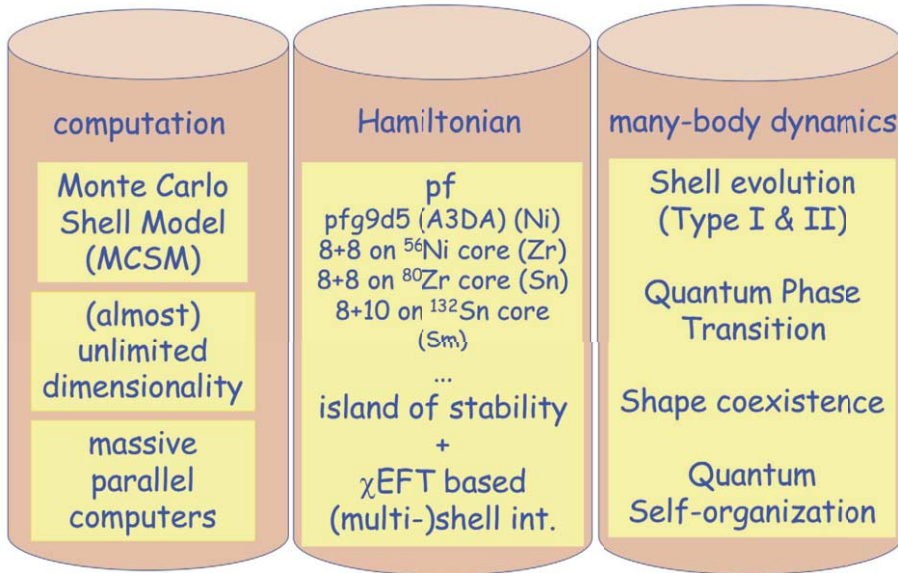 computation
Monte Carlo
Shell Model
(MCSM)
(almost)
unlimited
dimensionality
massive
parallel
computers
Hamiltonian
pf
pfg9d5 (A3DA) (Ni)
8+8 on ⁵⁶Ni core (Zr)
8+8 on ⁸⁰Zr core (Sn)
8+10 on ¹³²Sn core
(Sm)
...
island of stability
+
χEFT based
(multi-)shell int.
many-body dynamics
Shell evolution
(Type I & II)
Quantum Phase
Transition
Shape coexistence
Quantum
Self-organization